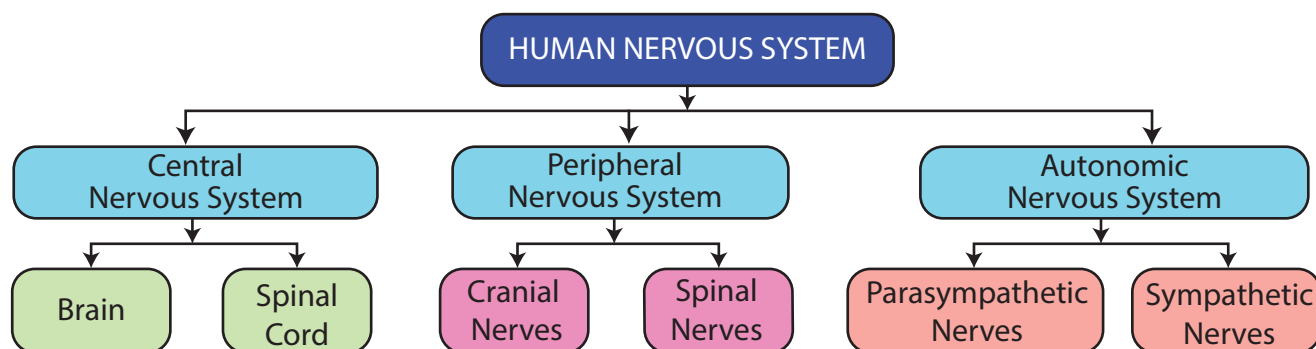 HUMAN NERVOUS SYSTEM
Central
Nervous System
Peripheral
Nervous System
Autonomic
Nervous System
Brain
Spinal
Cord
Cranial
Nerves
Spinal
Nerves
Parasympathetic
Nerves
Sympathetic
Nerves